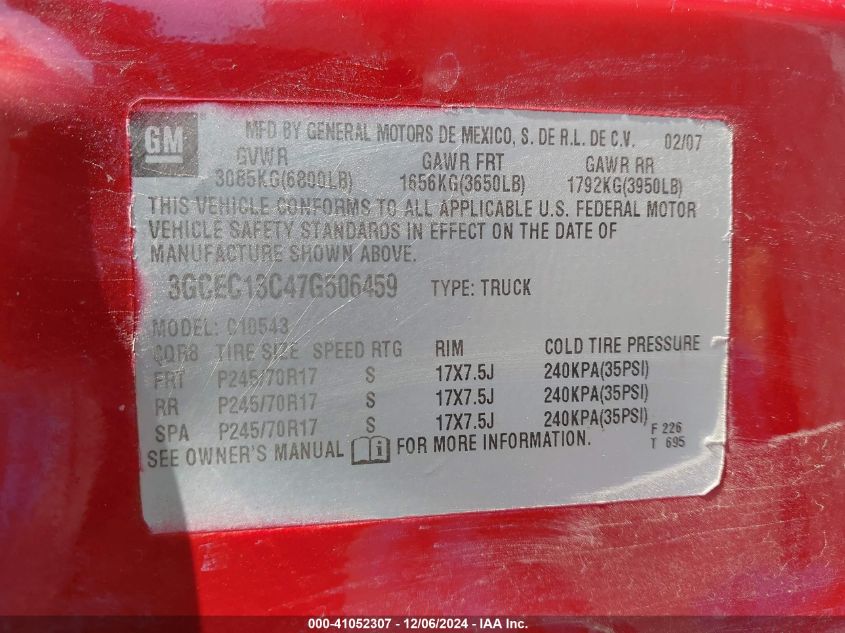 GM MFD BY GENERAL MOTORS DE MEXICO, S. DE R.L. DE C.V. 02/07
GVWR GAWR FRT GAWR RR
3085KG(6800LB) 1656KG(3650LB) 1792KG(3950LB)
THIS VEHICLE CONFORMS TO ALL APPLICABLE U.S. FEDERAL MOTOR
VEHICLE SAFETY STANDARDS IN EFFECT ON THE DATE OF
MANUFACTURE SHOWN ABOVE.
3GCEC13C47G506459 TYPE: TRUCK
MODEL: C10543
QOR8 TIRE SIZE SPEED RTG RIM COLD TIRE PRESSURE
FRT P245/70R17 S 17X7.5J 240KPA(35PSI)
RR P245/70R17 S 17X7.5J 240KPA(35PSI)
SPA P245/70R17 S 17X7.5J 240KPA(35PSI)
F 226
SEE OWNER'S MANUAL FOR MORE INFORMATION. T 695
000-41052307 - 12/06/2024 - IAA Inc.